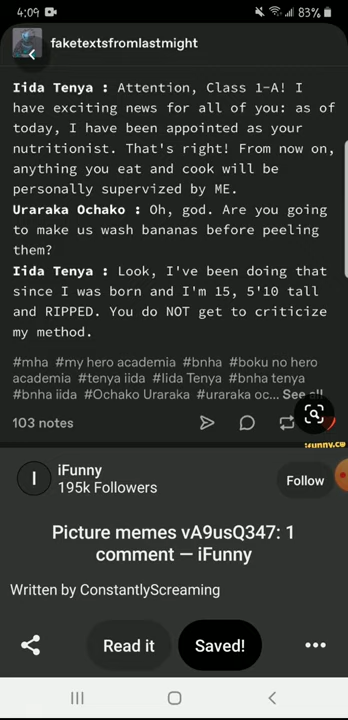 4:09
83%
faketextsfromlastmight
Iida Tenya : Attention, Class 1-A! I
have exciting news for all of you: as of
today, I have been appointed as your
nutritionist. That's right! From now on,
anything you eat and cook will be
personally supervized by ME.
Uraraka Ochako : Oh, god. Are you going
to make us wash bananas before peeling
them?
Iida Tenya : Look, I've been doing that
since I was born and I'm 15, 5'10 tall
and RIPPED. You do NOT get to criticize
my method.
#mha #my hero academia #bnha #boku no hero
academia #tenya iida #Iida Tenya #bnha tenya
#bnha iida #Ochako Uraraka #uraraka oc... See all
103 notes
ifunny.co
I
iFunny
195k Followers
Follow
Picture memes vA9usQ347: 1
comment — iFunny
Written by ConstantlyScreaming
Read it
Saved!